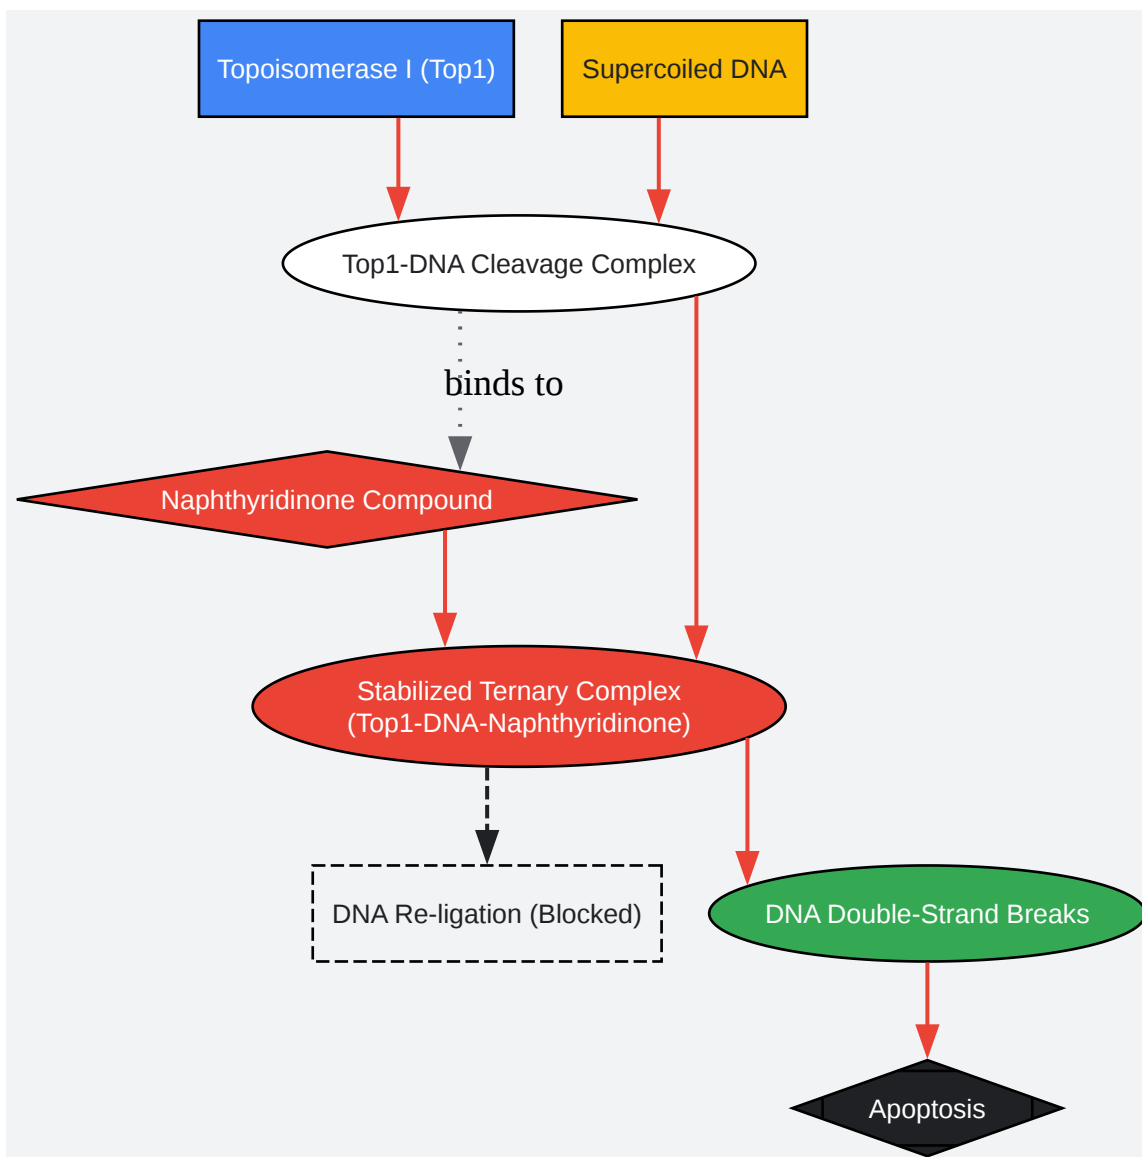 Topoisomerase I (Top1)
Supercoiled DNA
Top1-DNA Cleavage Complex
binds to
Naphthyridinone Compound
Stabilized Ternary Complex
(Top1-DNA-Naphthyridinone)
DNA Re-ligation (Blocked)
DNA Double-Strand Breaks
Apoptosis